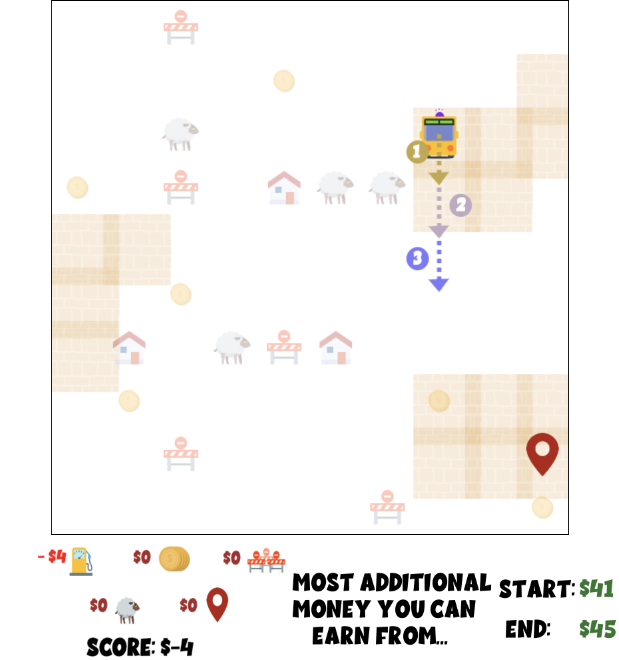 1
2
3
- $4
$0
$0
$0
$0
SCORE: $-4
MOST ADDITIONAL
MONEY YOU CAN
EARN FROM...
START: $41
END: $45